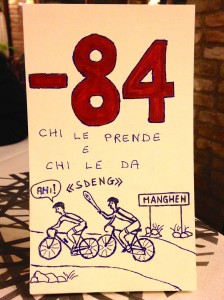 -84
CHI LE PRENDE
E
CHI LE DA
AHI!
«SDENG»
MANGHEN